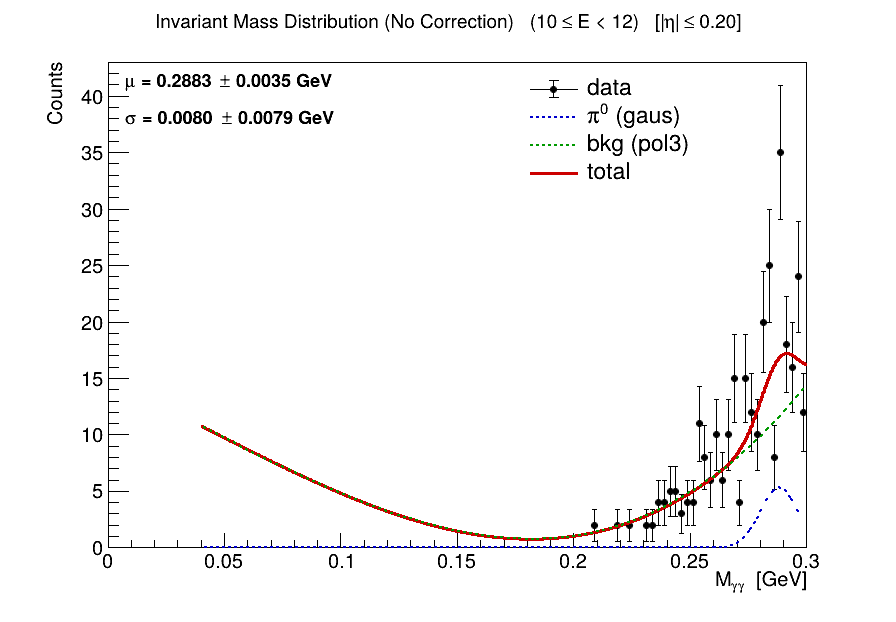 Invariant Mass Distribution (No Correction) (10 ≤ E < 12) [|η| ≤ 0.20]
Counts
μ = 0.2883 ± 0.0035 GeV
σ = 0.0080 ± 0.0079 GeV
data
π⁰ (gaus)
bkg (pol3)
total
40
35
30
25
20
15
10
5
0
0 0.05 0.1 0.15 0.2 0.25 0.3
Mγγ [GeV]